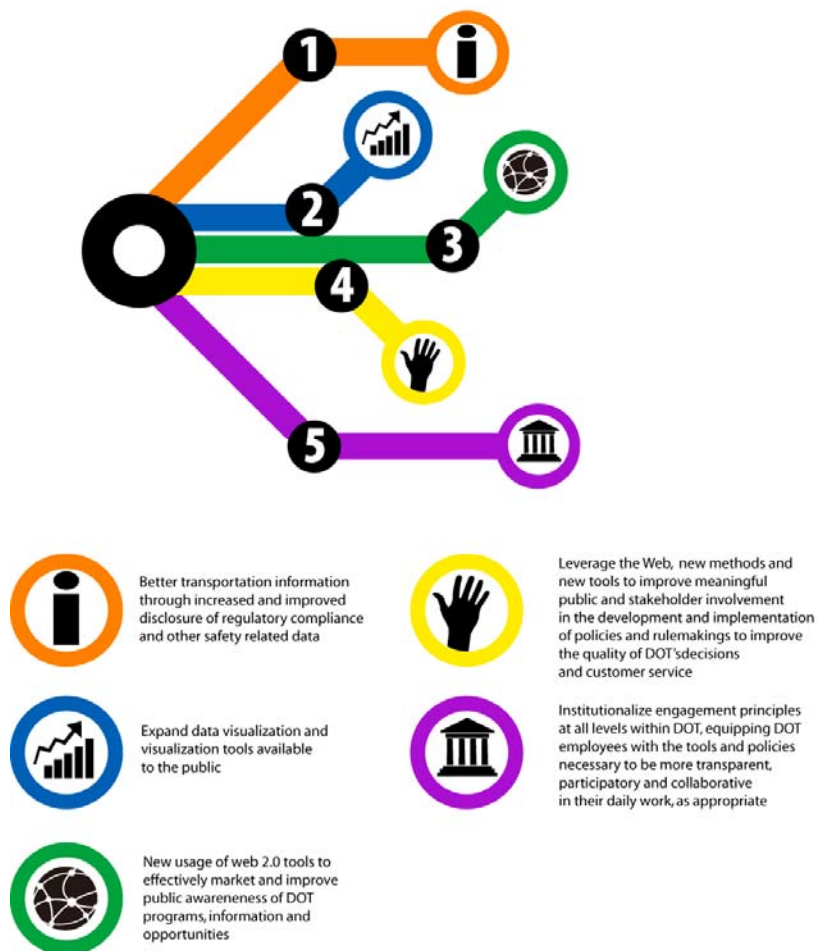 1
2
3
4
5
Better transportation information
through increased and improved
disclosure of regulatory compliance
and other safety related data
Expand data visualization and
visualization tools available
to the public
New usage of web 2.0 tools to
effectively market and improve
public awareneness of DOT
programs, information and
opportunities
Leverage the Web, new methods and
new tools to improve meaningful
public and stakeholder involvement
in the development and implementation
of policies and rulemakings to improve
the quality of DOT'sdecisions
and customer service
Institutionalize engagement principles
at all levels within DOT, equipping DOT
employees with the tools and policies
necessary to be more transparent,
participatory and collaborative
in their daily work, as appropriate